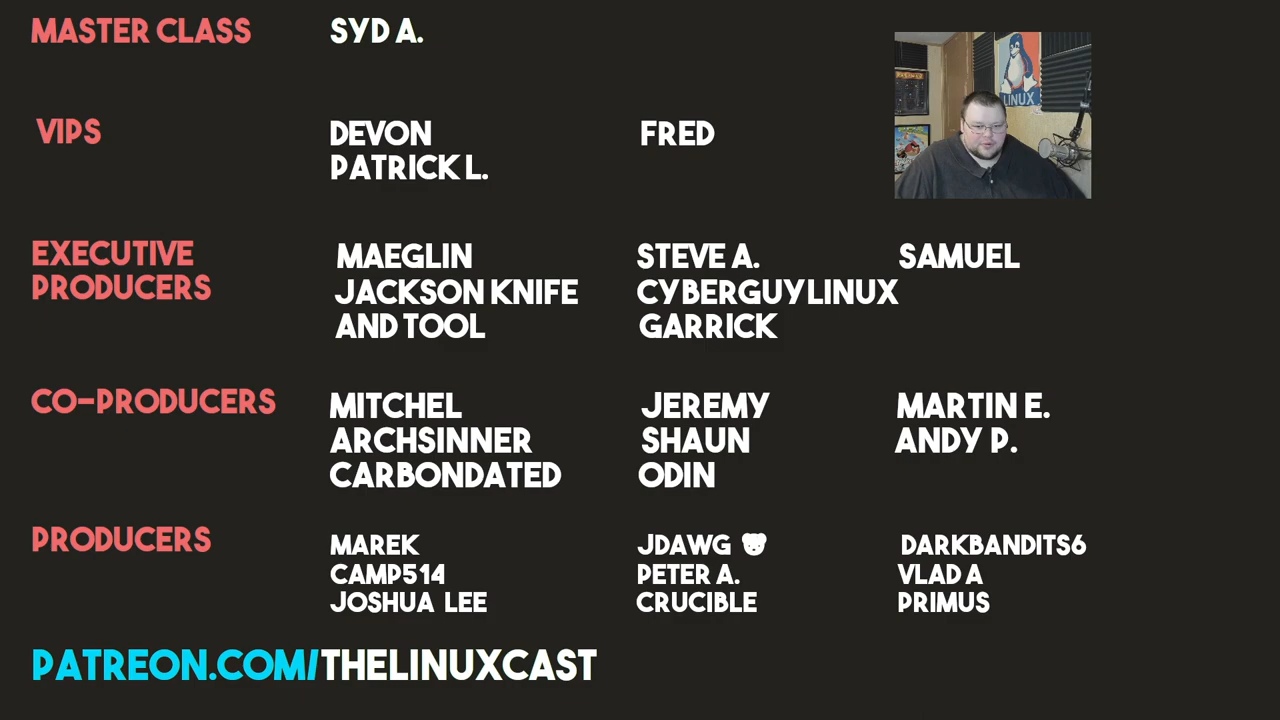 MASTER CLASS
SYD A.
VIPS
DEVON
FRED
PATRICK L.
EXECUTIVE
PRODUCERS
MAEGLIN
STEVE A.
SAMUEL
JACKSON KNIFE
AND TOOL
CYBERGUYLINUX
GARRICK
CO-PRODUCERS
MITCHEL
JEREMY
MARTIN E.
ARCHSINNER
SHAUN
ANDY P.
CARBONDATED
ODIN
PRODUCERS
MAREK
JDAWG
DARKBANDITS6
CAMP514
PETER A.
VLAD A
JOSHUA LEE
CRUCIBLE
PRIMUS
PATREON.COM/THELINUXCAST
LINUX